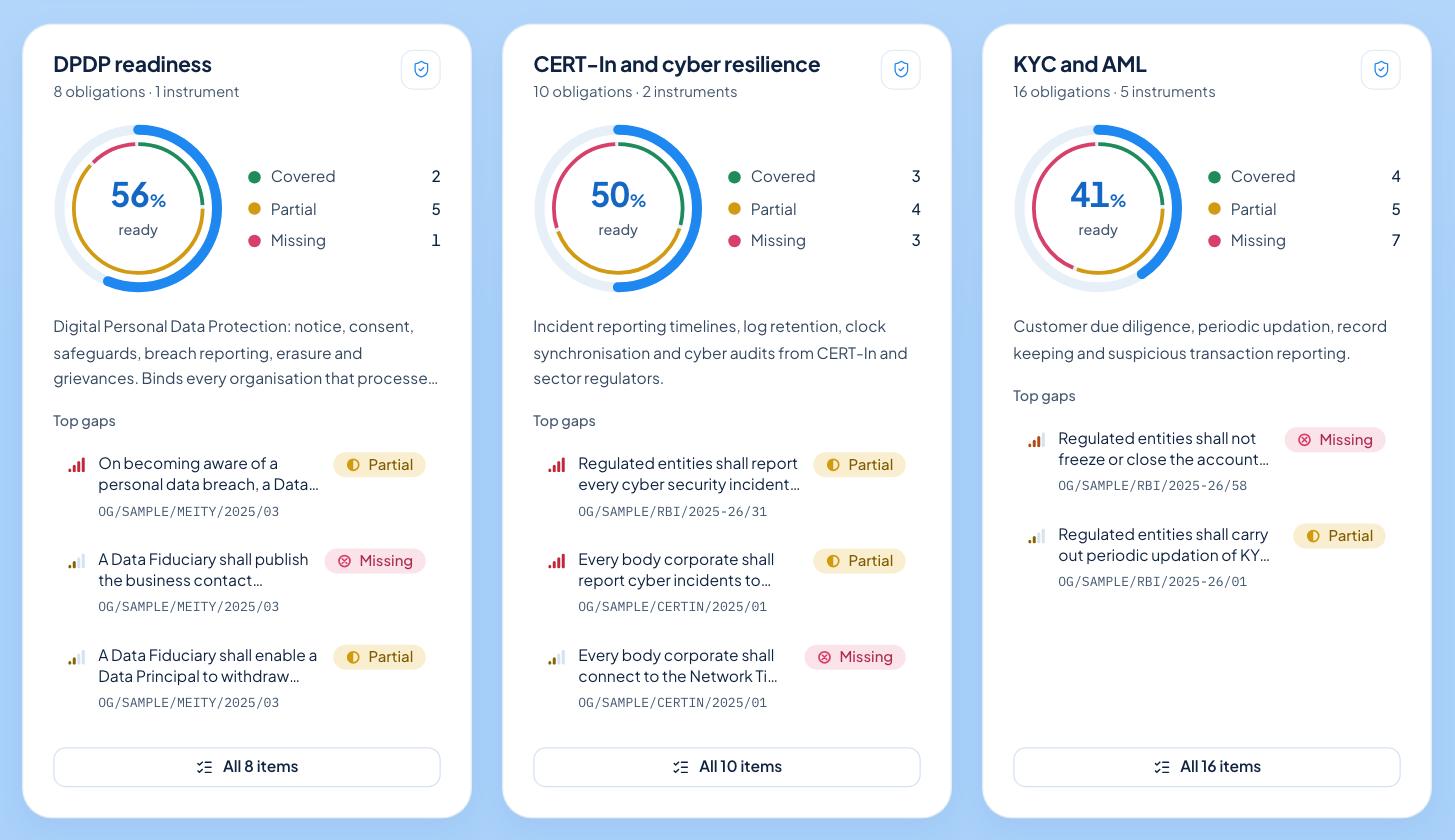 DPDP readiness
8 obligations · 1 instrument
56%
ready
Covered 2
Partial 5
Missing 1
Digital Personal Data Protection: notice, consent,
safeguards, breach reporting, erasure and
grievances. Binds every organisation that processe…
Top gaps
On becoming aware of a
personal data breach, a Data…
Partial
OG/SAMPLE/MEITY/2025/03
A Data Fiduciary shall publish
the business contact…
Missing
OG/SAMPLE/MEITY/2025/03
A Data Fiduciary shall enable a
Data Principal to withdraw…
Partial
OG/SAMPLE/MEITY/2025/03
All 8 items
CERT-In and cyber resilience
10 obligations · 2 instruments
50%
ready
Covered 3
Partial 4
Missing 3
Incident reporting timelines, log retention, clock
synchronisation and cyber audits from CERT-In and
sector regulators.
Top gaps
Regulated entities shall report
every cyber security incident…
Partial
OG/SAMPLE/RBI/2025-26/31
Every body corporate shall
report cyber incidents to…
Partial
OG/SAMPLE/CERTIN/2025/01
Every body corporate shall
connect to the Network Ti…
Missing
OG/SAMPLE/CERTIN/2025/01
All 10 items
KYC and AML
16 obligations · 5 instruments
41%
ready
Covered 4
Partial 5
Missing 7
Customer due diligence, periodic updation, record
keeping and suspicious transaction reporting.
Top gaps
Regulated entities shall not
freeze or close the account…
Missing
OG/SAMPLE/RBI/2025-26/58
Regulated entities shall carry
out periodic updation of KY…
Partial
OG/SAMPLE/RBI/2025-26/01
All 16 items